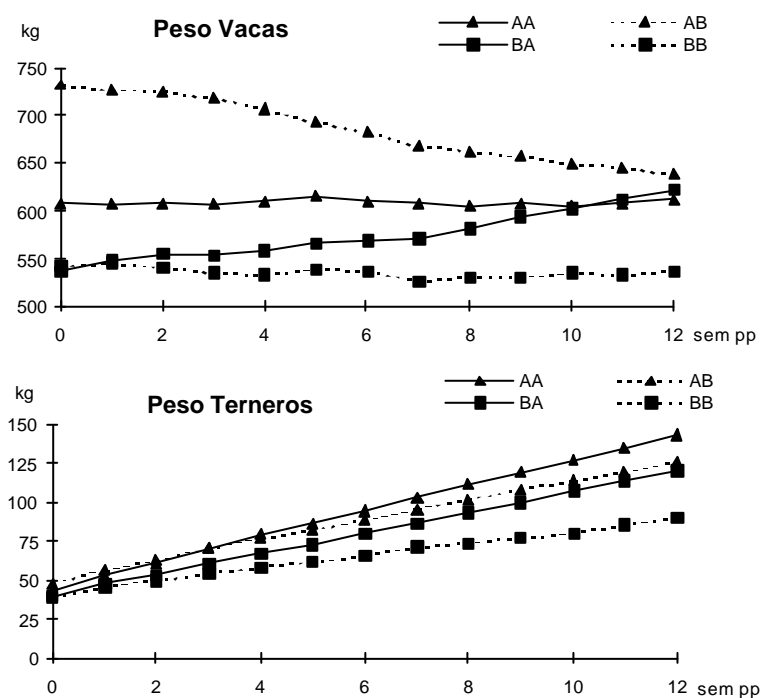 kg Peso Vacas AA AB
BA BB
750
700
650
600
550
500
0 2 4 6 8 10 12 sem pp
kg Peso Terneros AA AB
BA BB
150
125
100
75
50
25
0
0 2 4 6 8 10 12 sem pp